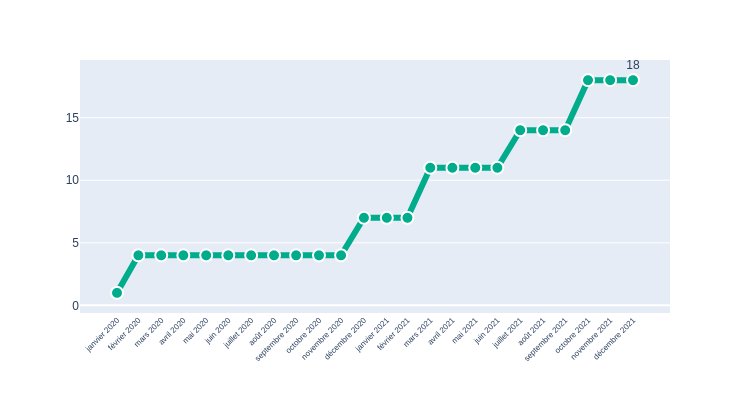 18
15
10
5
0
janvier 2020
février 2020
mars 2020
avril 2020
mai 2020
juin 2020
juillet 2020
août 2020
septembre 2020
octobre 2020
novembre 2020
décembre 2020
janvier 2021
février 2021
mars 2021
avril 2021
mai 2021
juin 2021
juillet 2021
août 2021
septembre 2021
octobre 2021
novembre 2021
décembre 2021